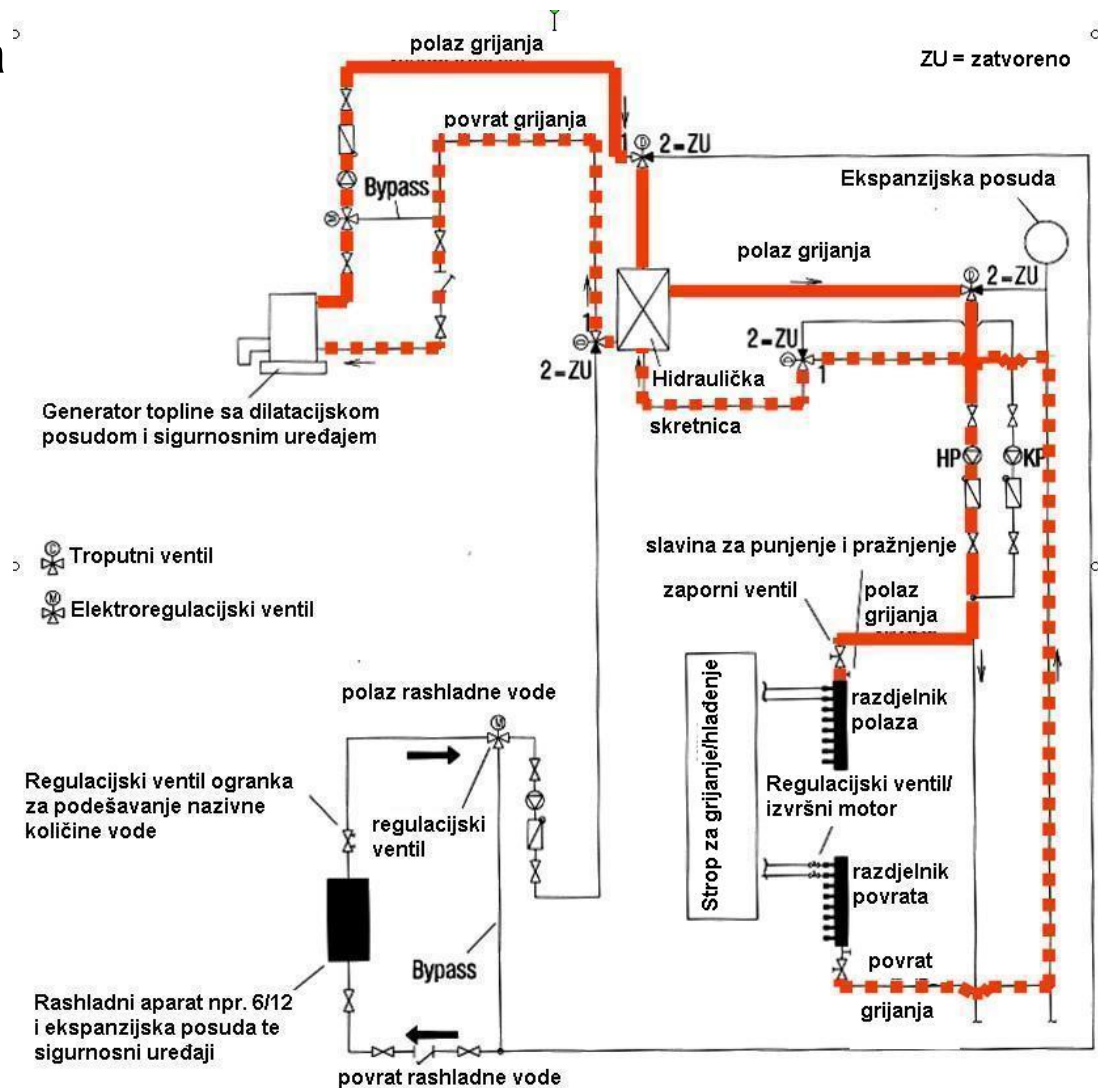 polaz grijanja
ZU = zatvoreno
povrat grijanja
1
2=ZU
Ekspanzijska posuda
Bypass
M
D
polaz grijanja
D
2=ZU
1
2=ZU
D
2=ZU
D
1
Hidraulička
skretnica
Generator topline sa dilatacijskom
posudom i sigurnosnim uređajem
HP
KP
C
Troputni ventil
M
Elektroregulacijski ventil
slavina za punjenje i pražnjenje
zaporni ventil
polaz
grijanja
polaz rashladne vode
M
razdjelnik
polaza
Strop za grijanje/hlađenje
Regulacijski ventil ogranka
za podešavanje nazivne
količine vode
regulacijski
ventil
Regulacijski ventil/
izvršni motor
razdjelnik
povrata
Bypass
povrat
grijanja
Rashladni aparat npr. 6/12
i ekspanzijska posuda te
sigurnosni uređaji
povrat rashladne vode